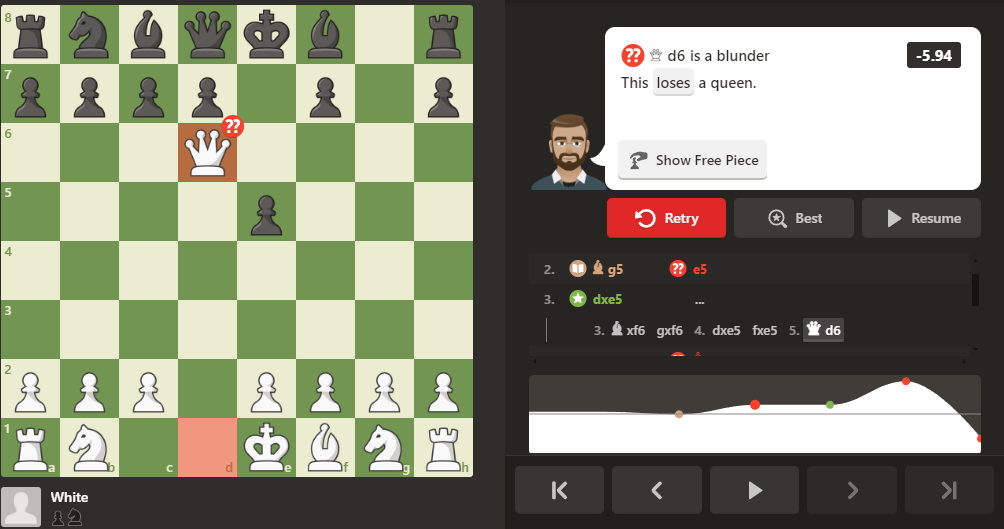 8
7
6
5
4
3
2
1
a b c d e f g h
White
?? d6 is a blunder
-5.94
This loses a queen.
Show Free Piece
Retry
Best
Resume
2. g5 ?? e5
3. dxe5 ...
3. xf6 gxf6 4. dxe5 fxe5 5. d6
??